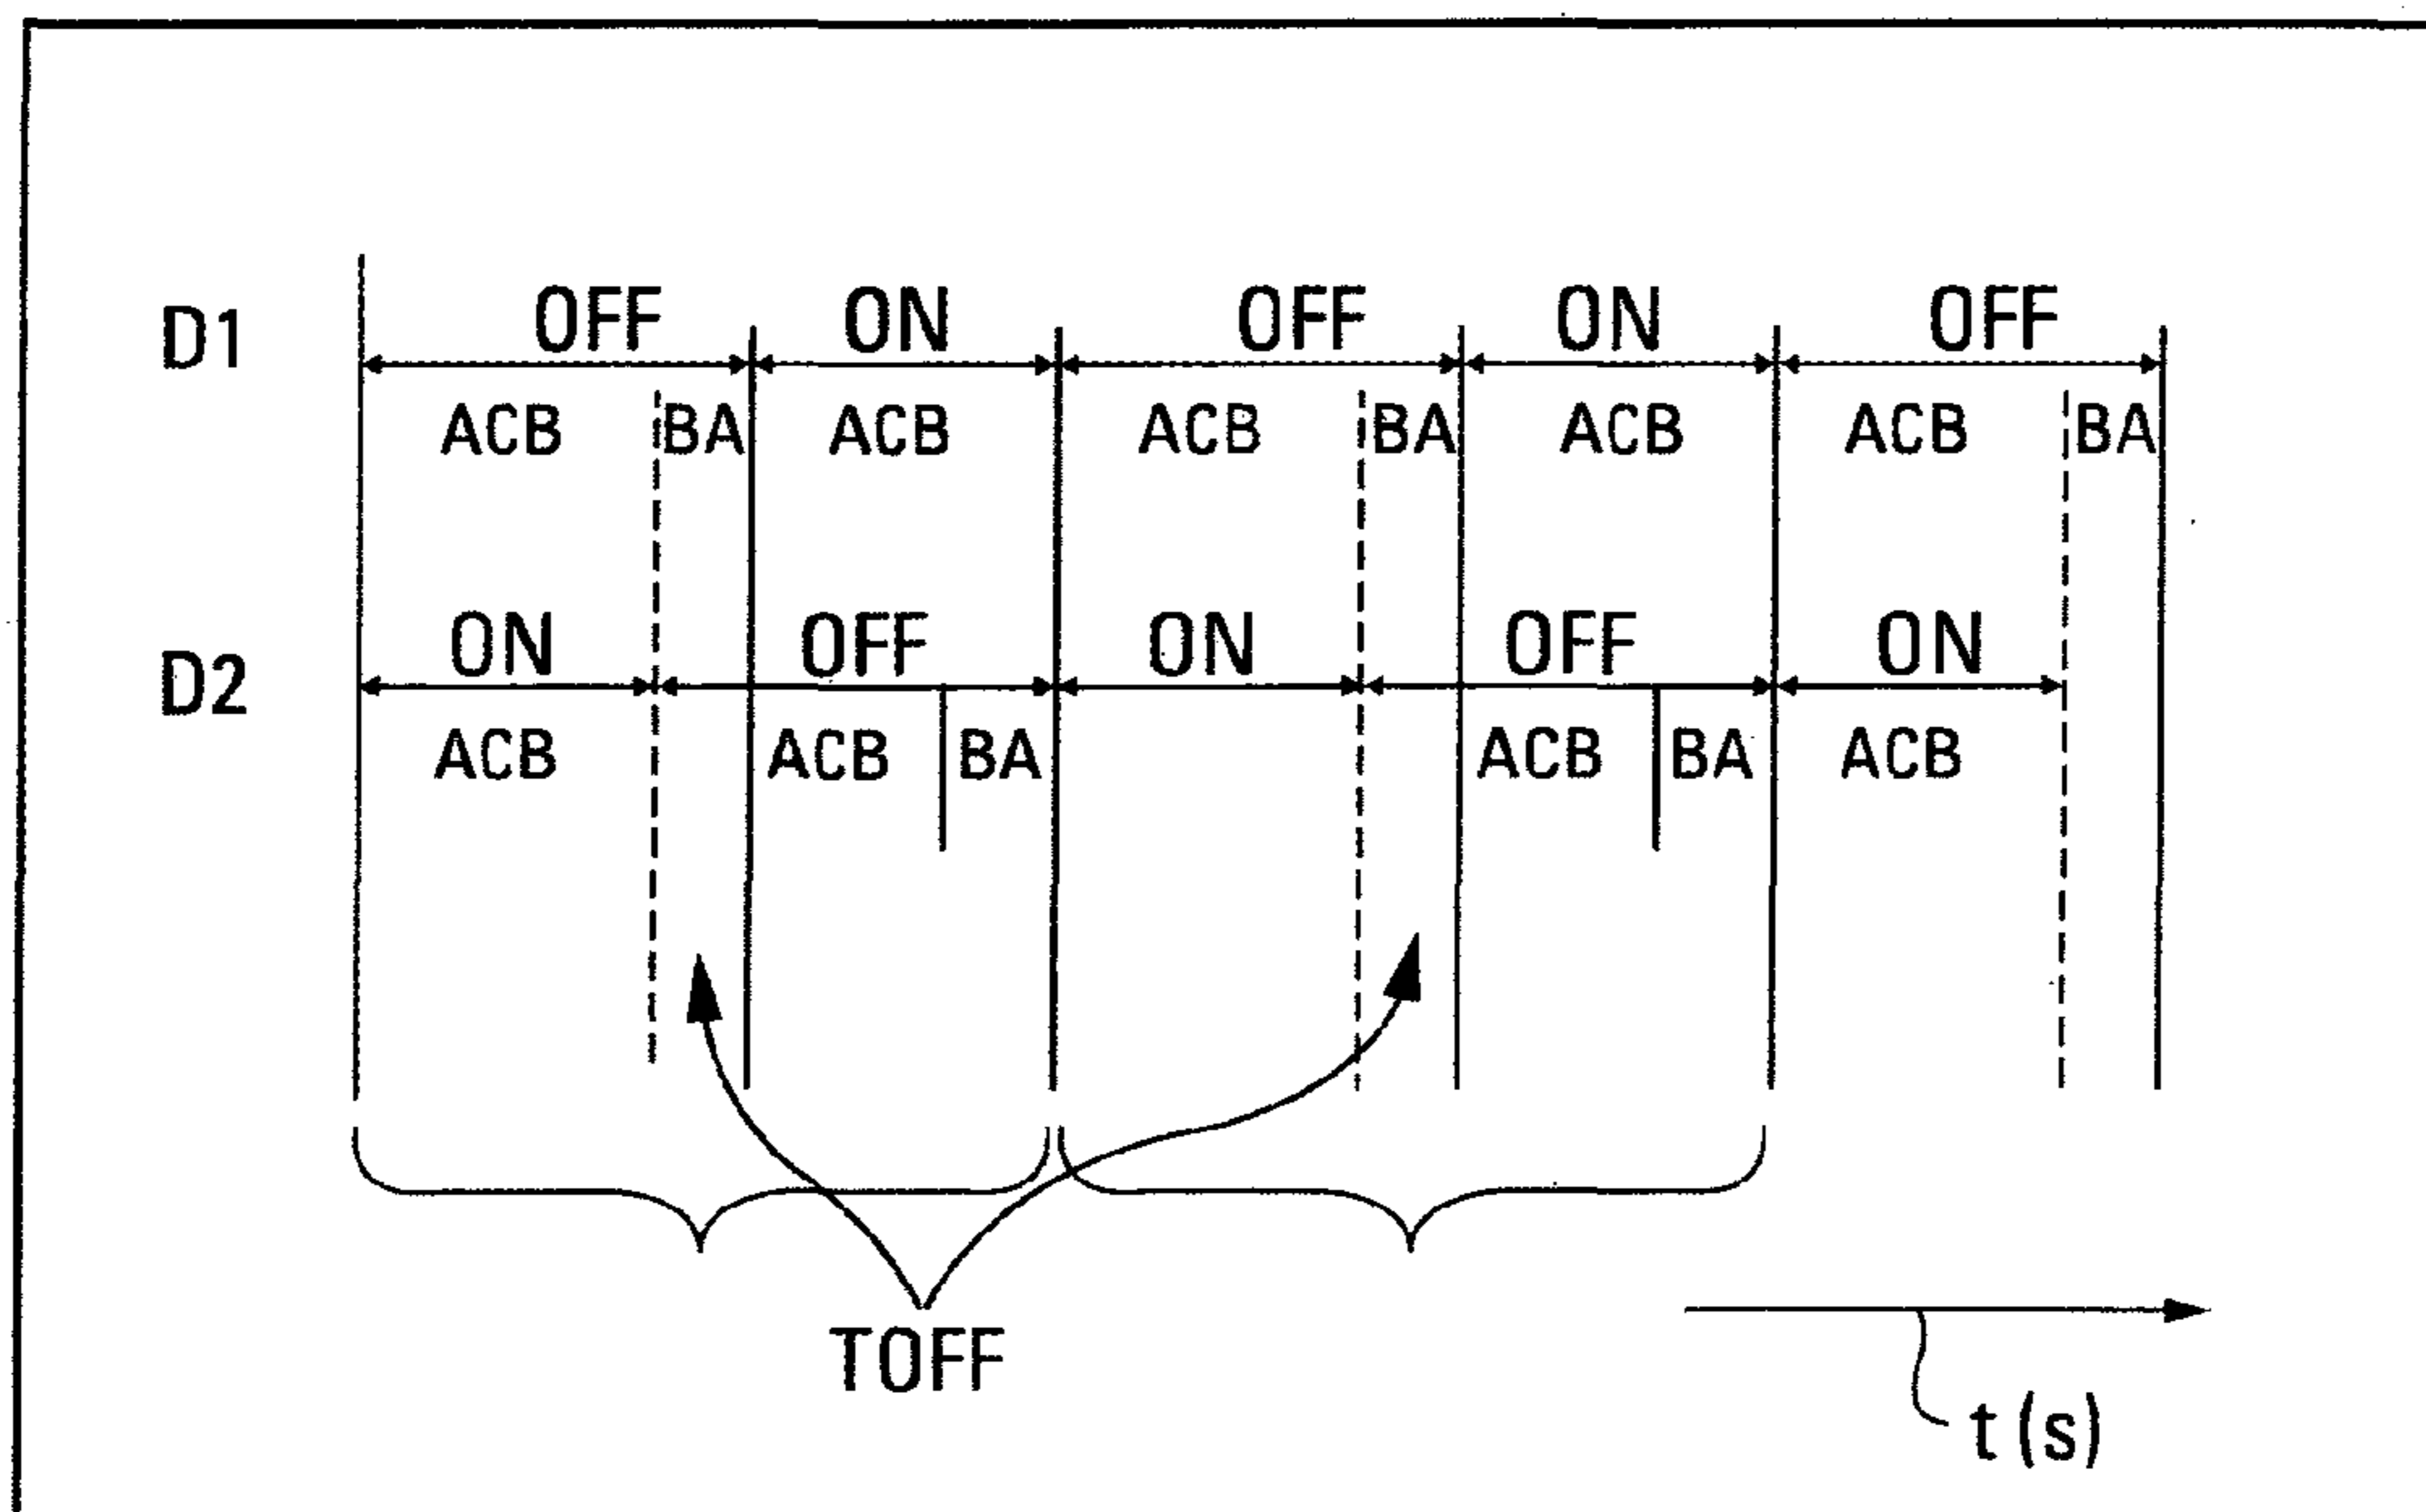 OFF ON OFF ON OFF
D1
ACB BA ACB ACB BA ACB ACB BA
ON OFF ON OFF ON
D2
ACB ACB BA ACB BA ACB
TOFF
t(s)